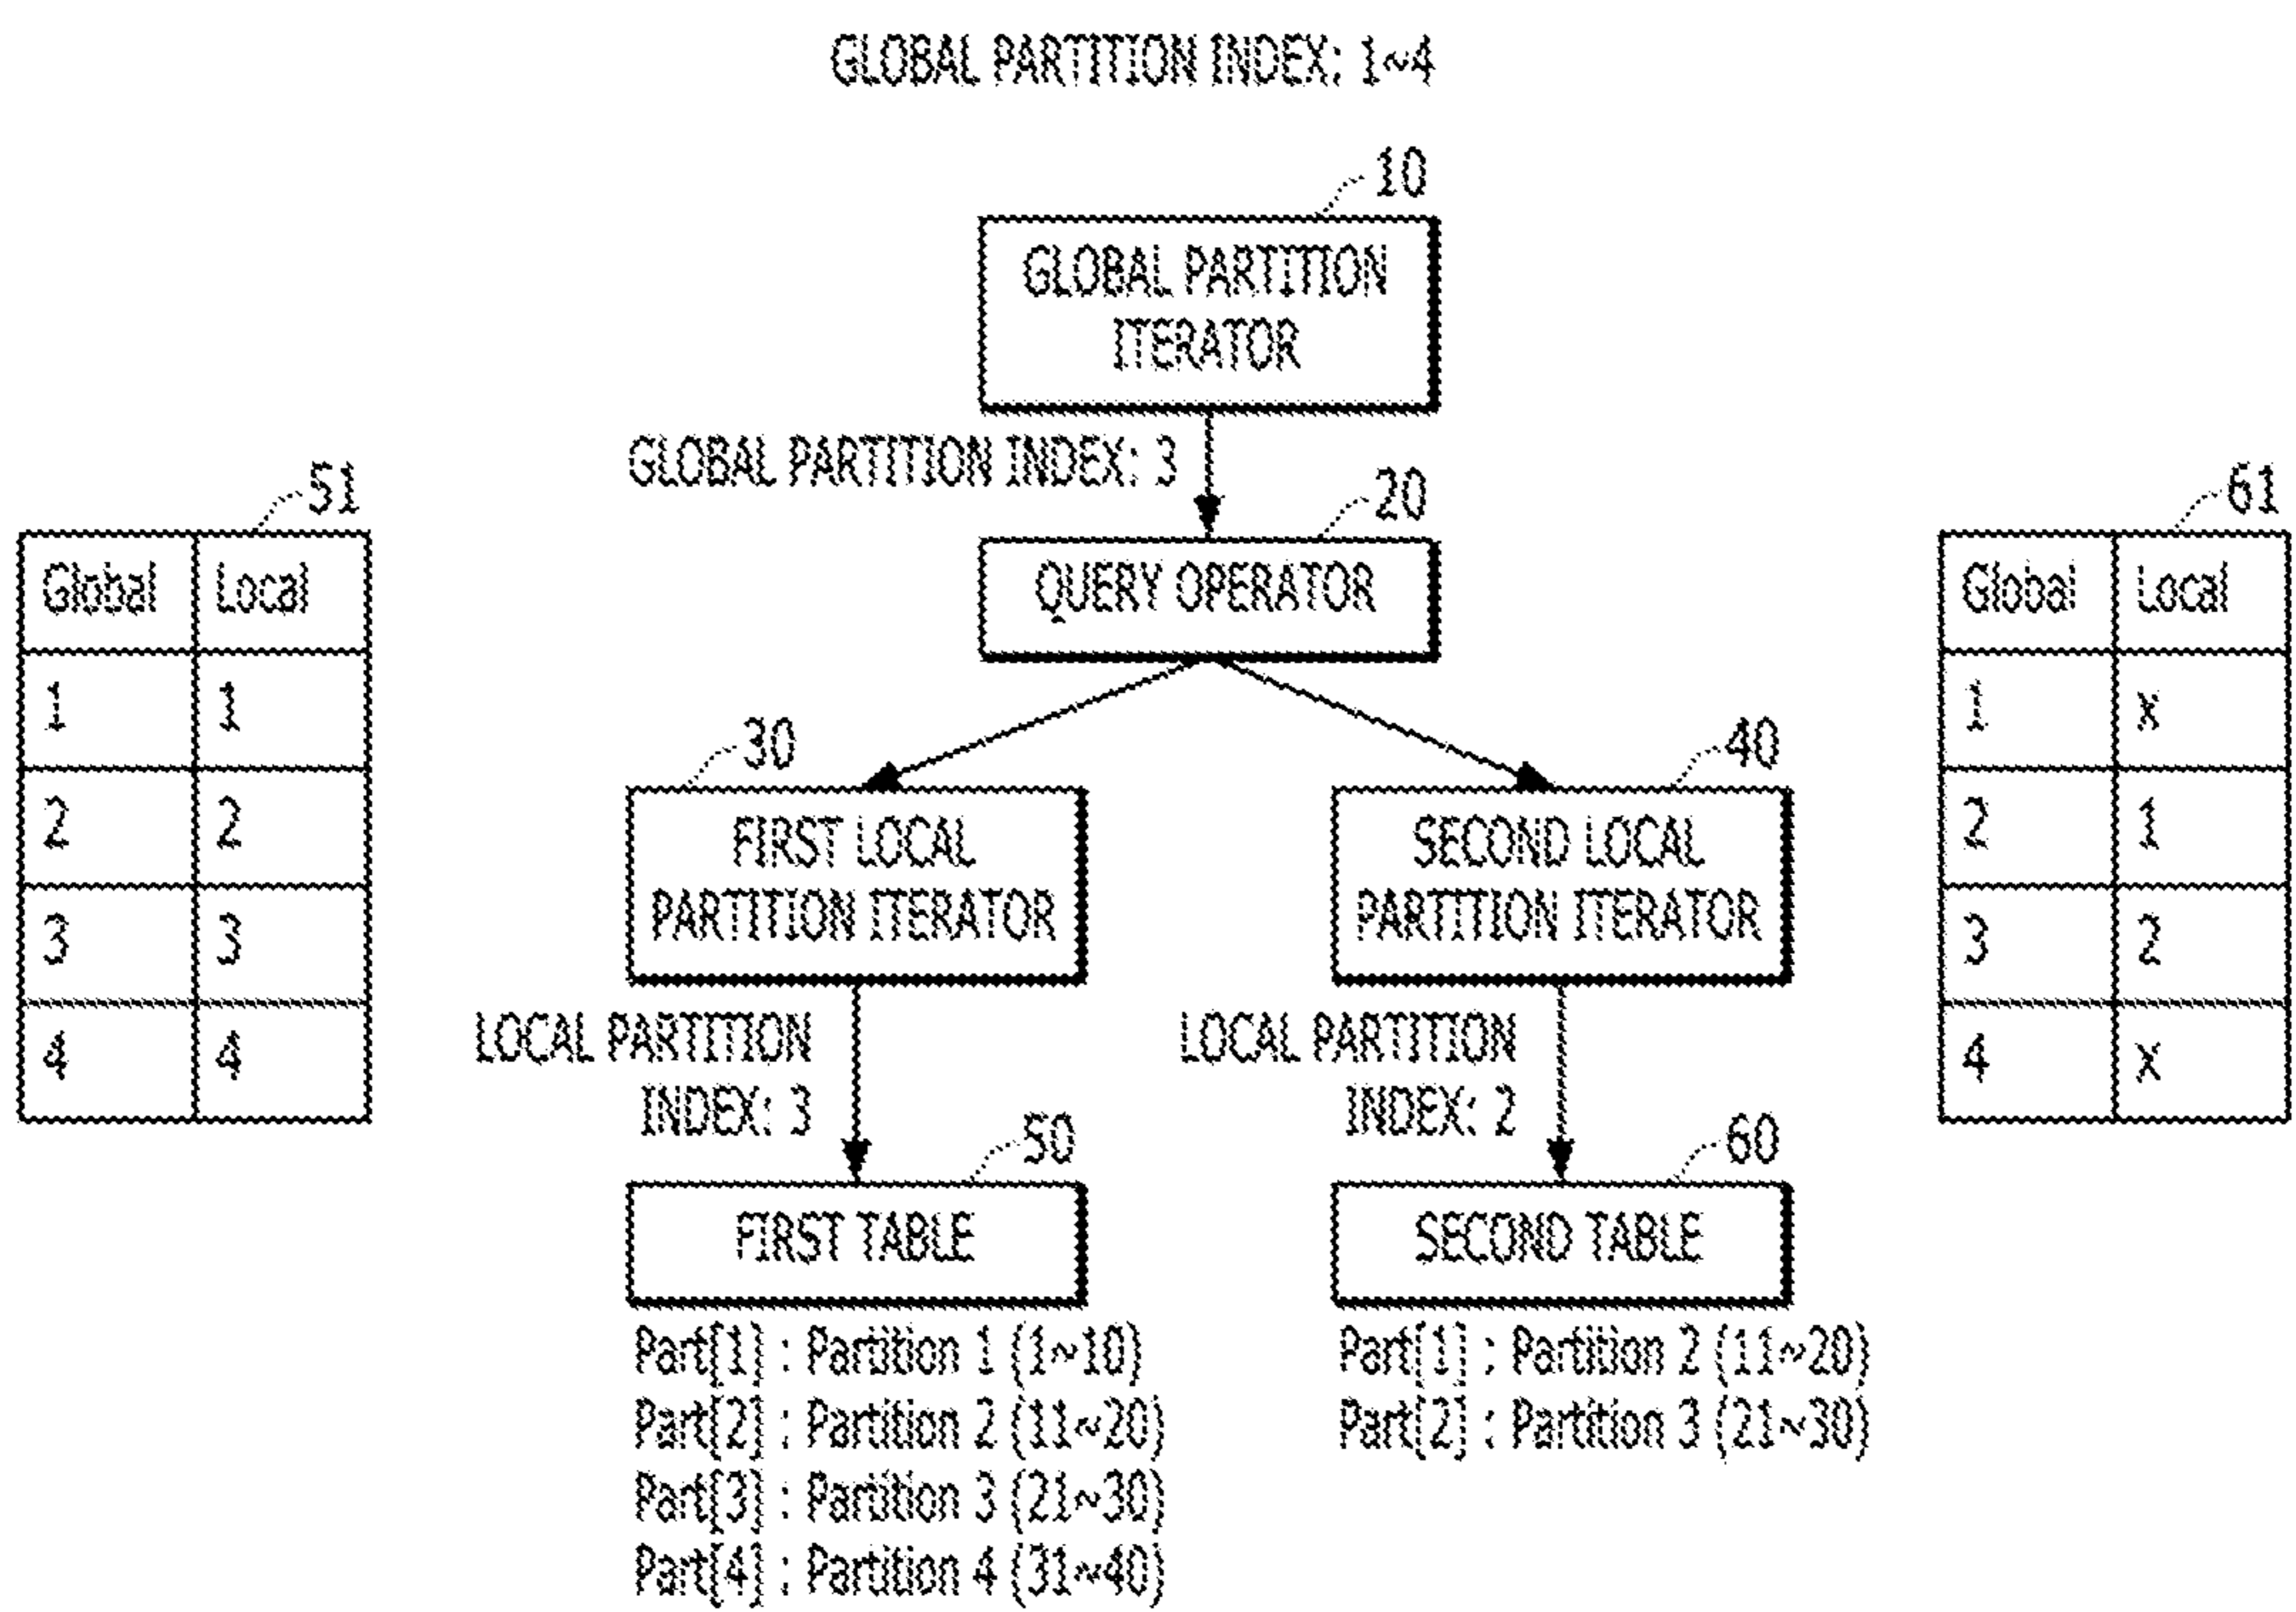 GLOBAL PARTITION INDEX: 1~4
10
GLOBAL PARTITION
ITERATOR
GLOBAL PARTITION INDEX: 3
20
QUERY OPERATOR
51
Global Local
1 1
2 2
3 3
4 4
61
Global Local
1 x
2 1
3 2
4 x
30
FIRST LOCAL
PARTITION ITERATOR
40
SECOND LOCAL
PARTITION ITERATOR
LOCAL PARTITION
INDEX: 3
LOCAL PARTITION
INDEX: 2
50
FIRST TABLE
60
SECOND TABLE
Part[1] : Partition 1 (1~10)
Part[2] : Partition 2 (11~20)
Part[3] : Partition 3 (21~30)
Part[4] : Partition 4 (31~40)
Part[1] : Partition 2 (11~20)
Part[2] : Partition 3 (21~30)